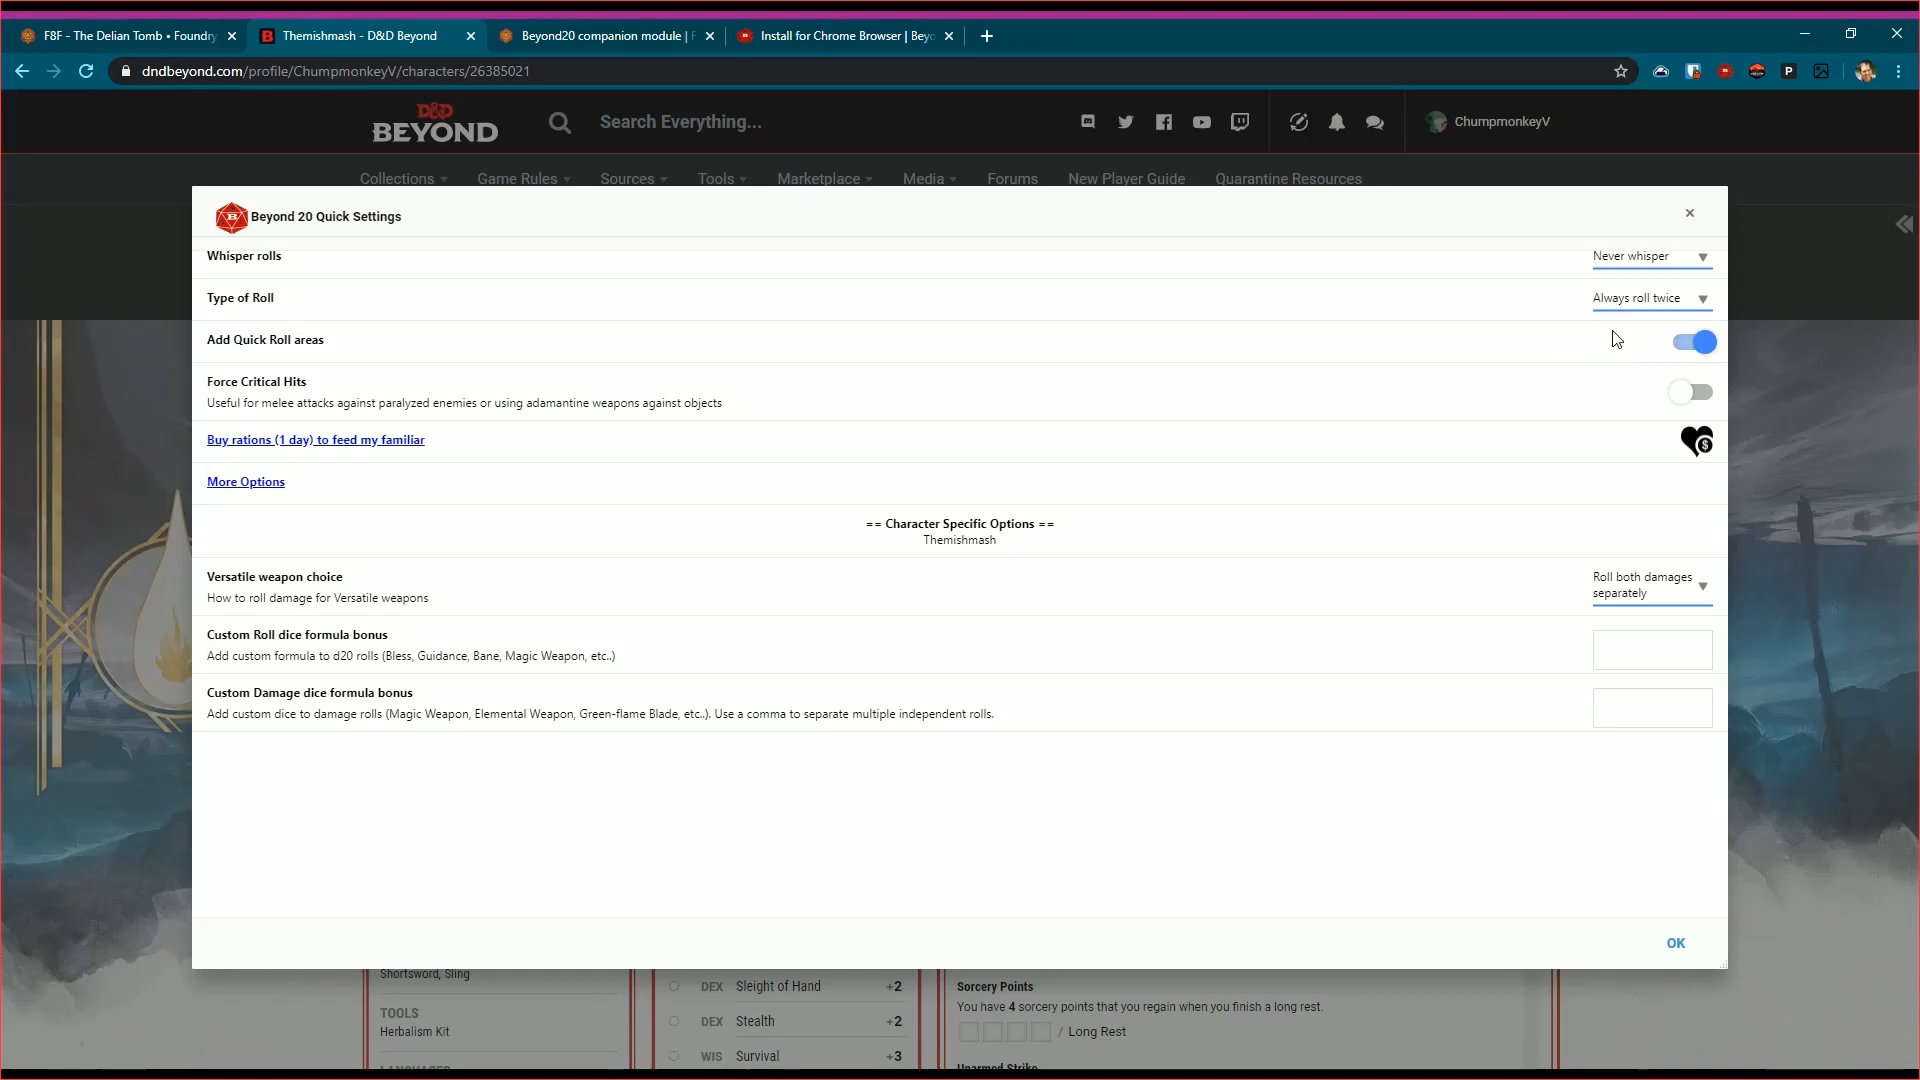 F8F - The Delian Tomb • Foundry
Themishmash - D&D Beyond
Beyond20 companion module |
Install for Chrome Browser | Beyo
dndbeyond.com/profile/ChumpmonkeyV/characters/26385021
P
D&D
BEYOND
Search Everything...
ChumpmonkeyV
Collections
Game Rules
Sources
Tools
Marketplace
Media
Forums
New Player Guide
Quarantine Resources
Beyond 20 Quick Settings
Whisper rolls
Never whisper
Type of Roll
Always roll twice
Add Quick Roll areas
Force Critical Hits
Useful for melee attacks against paralyzed enemies or using adamantine weapons against objects
Buy rations (1 day) to feed my familiar
More Options
== Character Specific Options ==
Themishmash
Versatile weapon choice
How to roll damage for Versatile weapons
Roll both damages
separately
Custom Roll dice formula bonus
Add custom formula to d20 rolls (Bless, Guidance, Bane, Magic Weapon, etc..)
Custom Damage dice formula bonus
Add custom dice to damage rolls (Magic Weapon, Elemental Weapon, Green-flame Blade, etc..). Use a comma to separate multiple independent rolls.
OK
Shortsword, Sling
TOOLS
Herbalism Kit
LANGUAGES
DEX Sleight of Hand +2
DEX Stealth +2
WIS Survival +3
Sorcery Points
You have 4 sorcery points that you regain when you finish a long rest.
/ Long Rest
Unarmed Strike